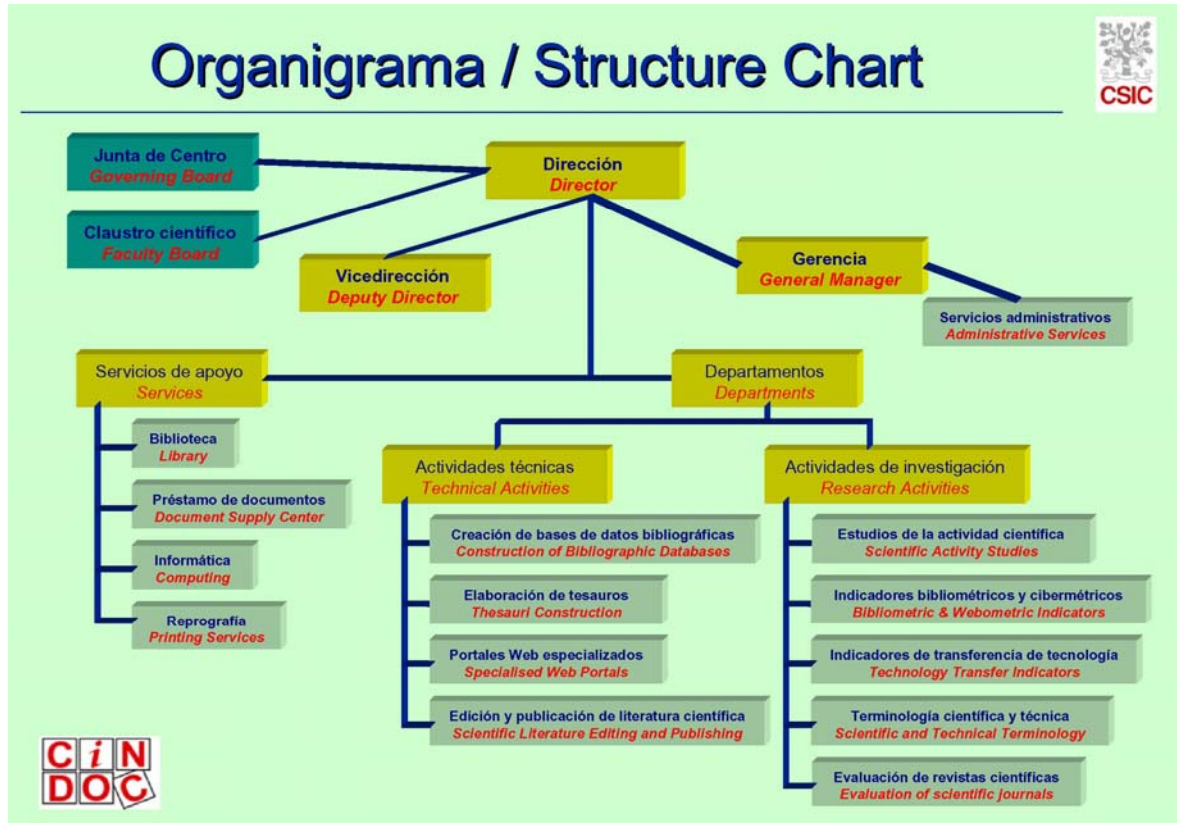 Organigrama / Structure Chart
CSIC
Junta de Centro
Governing Board
Dirección
Director
Claustro científico
Faculty Board
Vicedirección
Deputy Director
Gerencia
General Manager
Servicios administrativos
Administrative Services
Servicios de apoyo
Services
Biblioteca
Library
Préstamo de documentos
Document Supply Center
Informática
Computing
Reprografía
Printing Services
Departamentos
Departments
Actividades técnicas
Technical Activities
Creación de bases de datos bibliográficas
Construction of Bibliographic Databases
Elaboración de tesauros
Thesauri Construction
Portales Web especializados
Specialised Web Portals
Edición y publicación de literatura científica
Scientific Literature Editing and Publishing
Actividades de investigación
Research Activities
Estudios de la actividad científica
Scientific Activity Studies
Indicadores bibliométricos y cibermétricos
Bibliometric & Webometric Indicators
Indicadores de transferencia de tecnología
Technology Transfer Indicators
Terminología científica y técnica
Scientific and Technical Terminology
Evaluación de revistas científicas
Evaluation of scientific journals
CiN
DOC